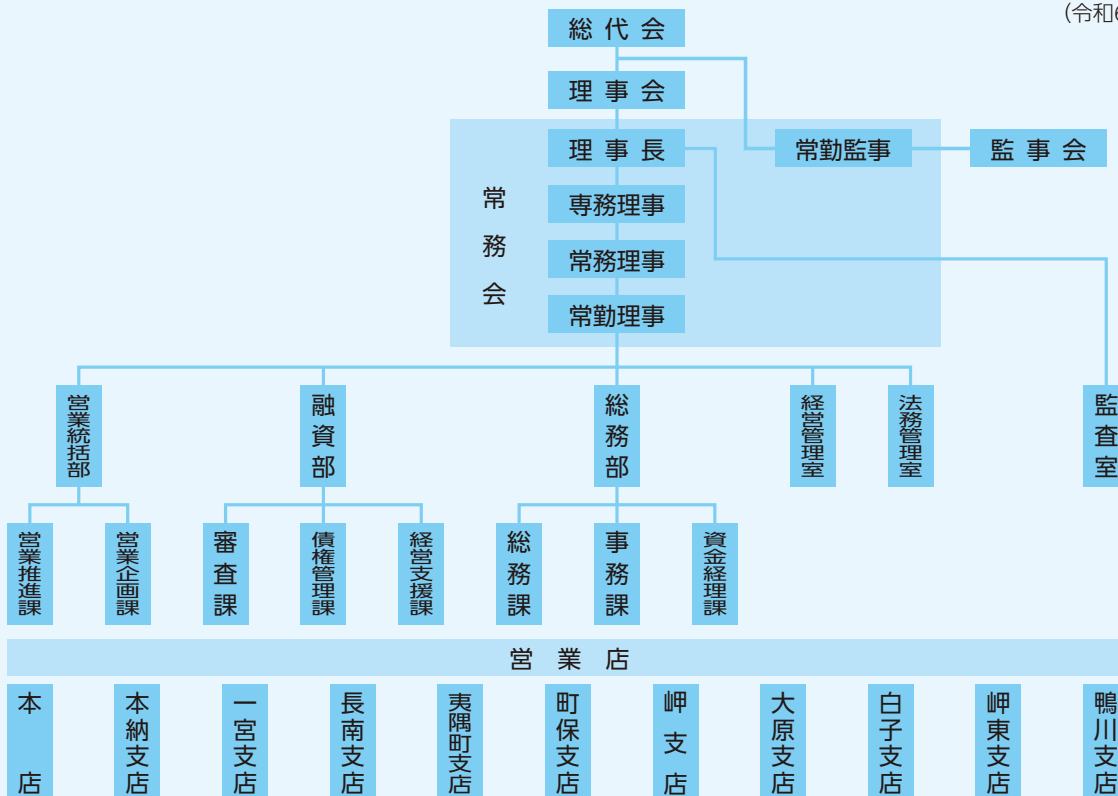 (令和6
総代会
理事会
理事長
常勤監事
監事会
常務会
専務理事
常務理事
常勤理事
営業統括部
融資部
総務部
経営管理室
法務管理室
監査室
営業推進課
営業企画課
審査課
債権管理課
経営支援課
総務課
事務課
資金経理課
営業店
本店
本納支店
一宮支店
長南支店
夷隅町支店
町保支店
岬支店
大原支店
白子支店
岬東支店
鴨川支店